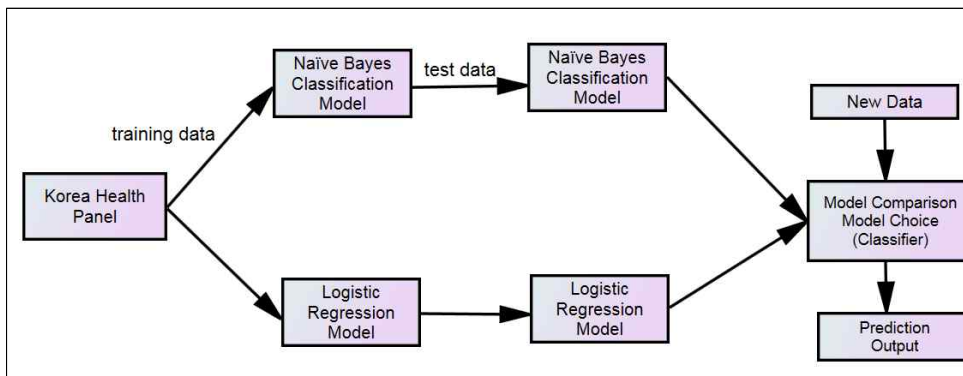 Korea Health
Panel
training data
Naïve Bayes
Classification
Model
test data
Naïve Bayes
Classification
Model
Logistic
Regression
Model
Logistic
Regression
Model
New Data
Model Comparison
Model Choice
(Classifier)
Prediction
Output